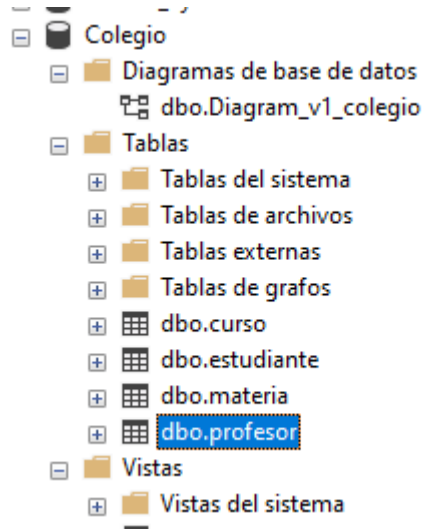 Colegio
Diagramas de base de datos
dbo.Diagram_v1_colegio
Tablas
Tablas del sistema
Tablas de archivos
Tablas externas
Tablas de grafos
dbo.curso
dbo.estudiante
dbo.materia
dbo.profesor
Vistas
Vistas del sistema